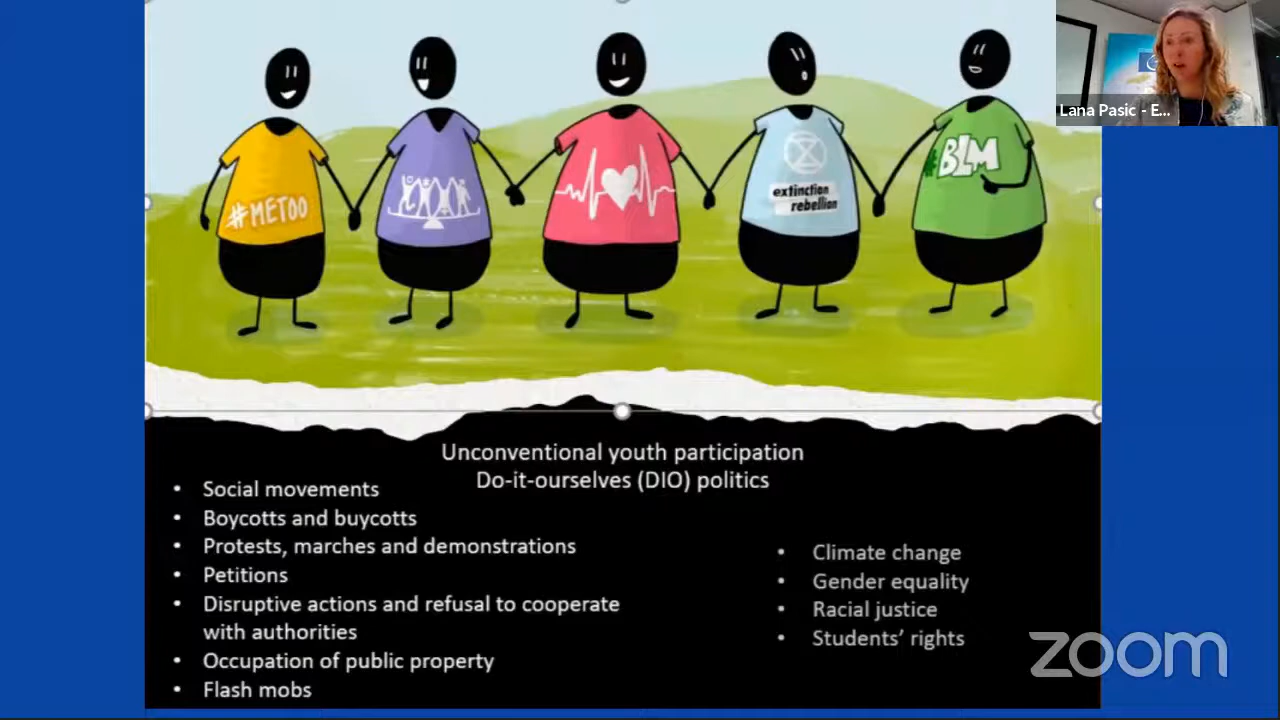 Lana Pasic - E...
#METOO
extinction
rebellion
#BLM
Unconventional youth participation
Do-it-ourselves (DIO) politics
• Social movements
• Boycotts and buycotts
• Protests, marches and demonstrations
• Petitions
• Disruptive actions and refusal to cooperate
with authorities
• Occupation of public property
• Flash mobs
• Climate change
• Gender equality
• Racial justice
• Students’ rights
zoom